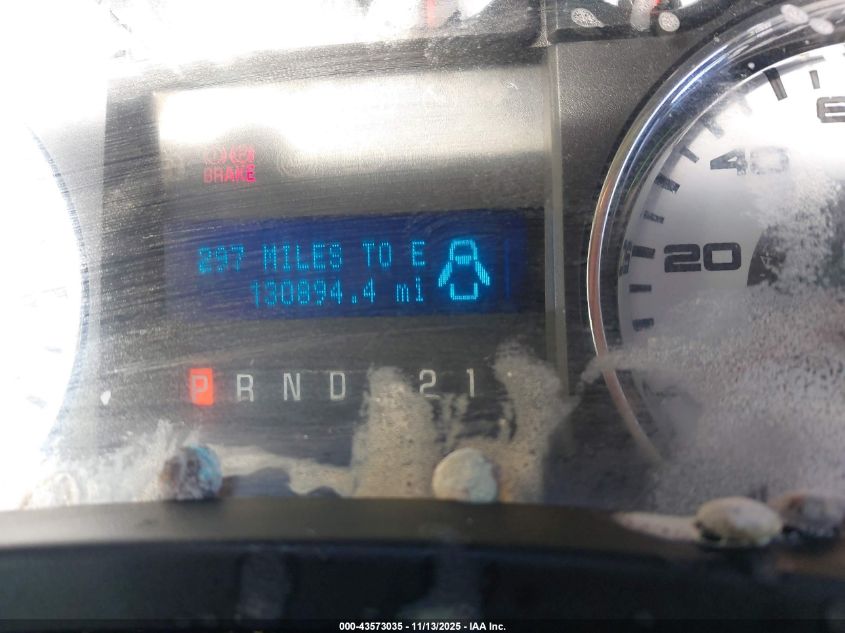 BRAKE
297 MILES TO E
130894.4 mi
P R N D 2 1
40
20
000-43573035 - 11/13/2025 - IAA Inc.